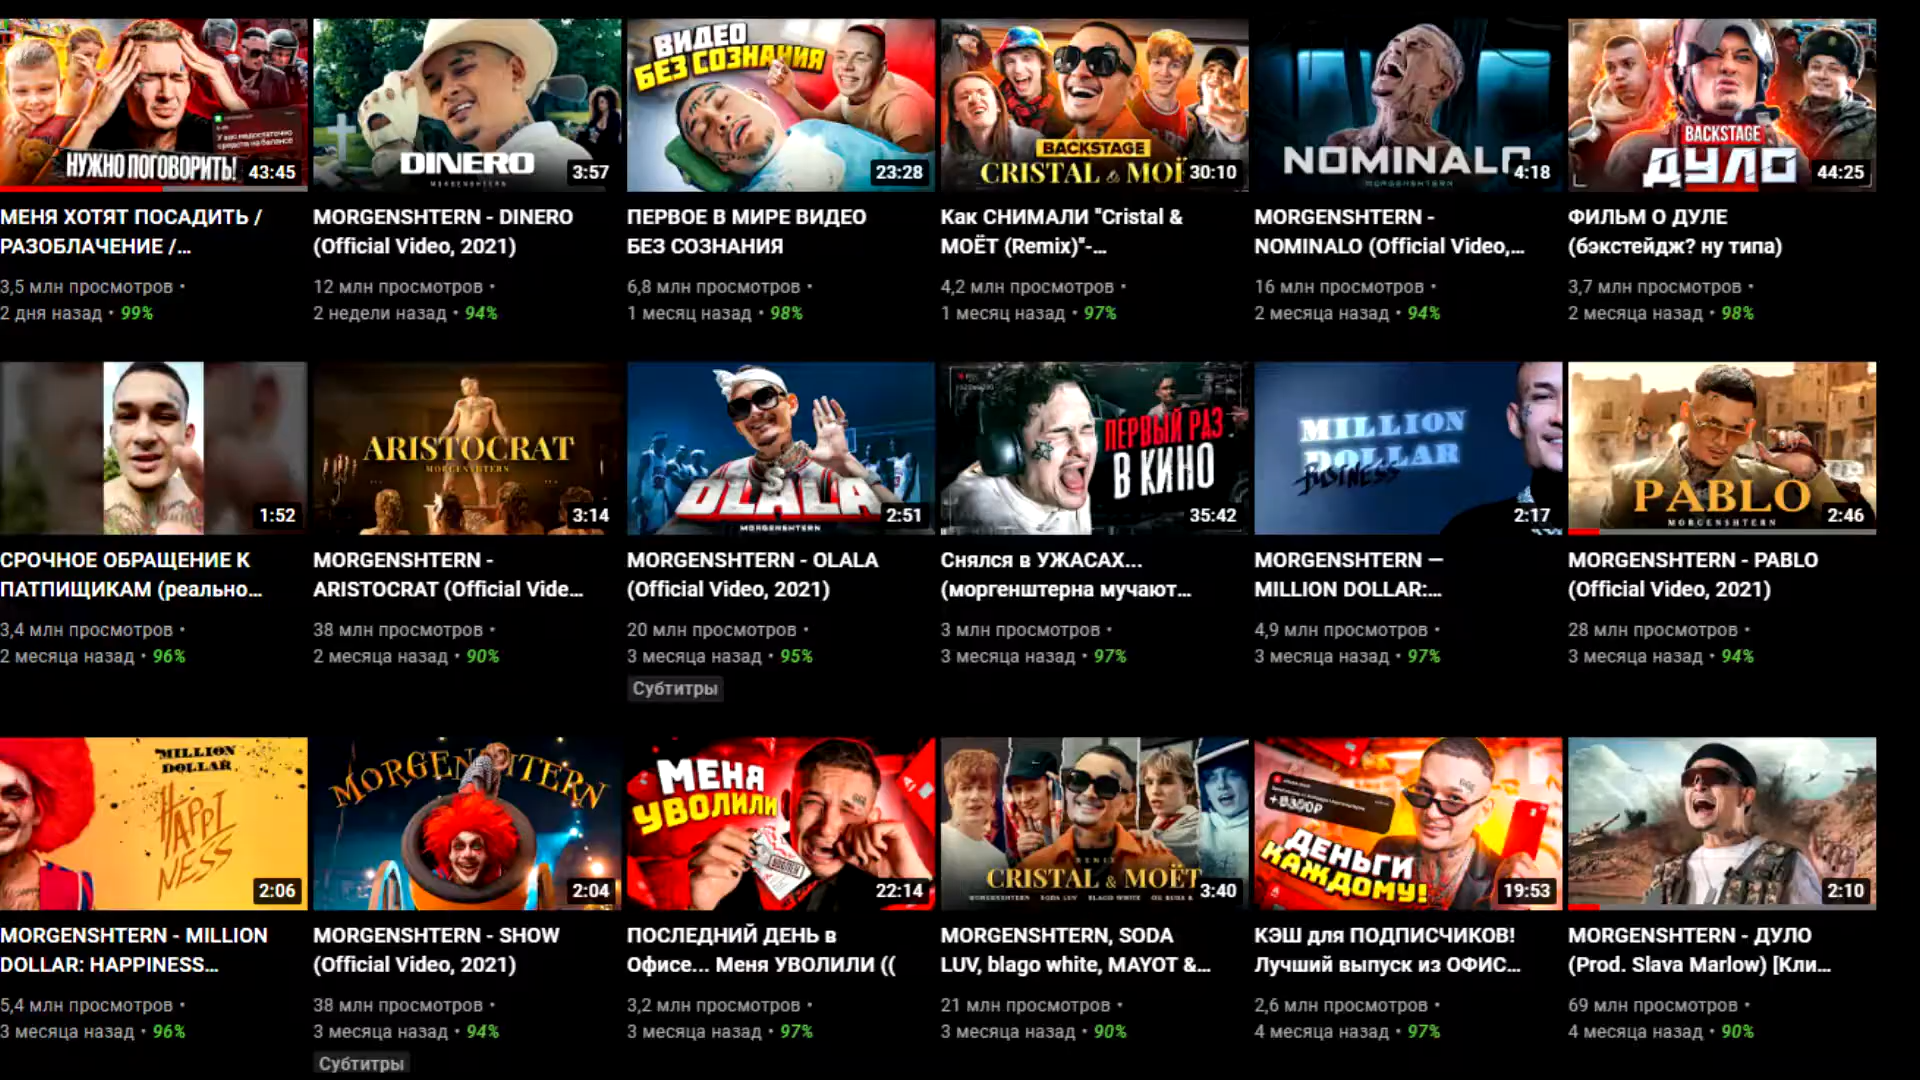 НУЖНО ПОГОВОРИТЬ!
43:45
МЕНЯ ХОТЯТ ПОСАДИТЬ /
РАЗОБЛАЧЕНИЕ /...
3,5 млн просмотров •
2 дня назад • 99%
DINERO
MORGENSHTERN
3:57
MORGENSHTERN - DINERO
(Official Video, 2021)
12 млн просмотров •
2 недели назад • 94%
ВИДЕО
БЕЗ СОЗНАНИЯ
23:28
ПЕРВОЕ В МИРЕ ВИДЕО
БЕЗ СОЗНАНИЯ
6,8 млн просмотров •
1 месяц назад • 98%
BACKSTAGE
CRISTAL & МОЁ
30:10
Как СНИМАЛИ "Cristal &
МОЁТ (Remix)"-...
4,2 млн просмотров •
1 месяц назад • 97%
NOMINALO
MORGENSHTERN
4:18
MORGENSHTERN -
NOMINALO (Official Video,...
16 млн просмотров •
2 месяца назад • 94%
BACKSTAGE
ДУЛО
44:25
ФИЛЬМ О ДУЛЕ
(бэкстейдж? ну типа)
3,7 млн просмотров •
2 месяца назад • 98%
1:52
СРОЧНОЕ ОБРАЩЕНИЕ К
ПАТПИЩИКАМ (реально...
3,4 млн просмотров •
2 месяца назад • 96%
ARISTOCRAT
MORGENSHTERN
3:14
MORGENSHTERN -
ARISTOCRAT (Official Vide...
38 млн просмотров •
2 месяца назад • 90%
OLALA
MORGENSHTERN
2:51
MORGENSHTERN - OLALA
(Official Video, 2021)
20 млн просмотров •
3 месяца назад • 95%
Субтитры
ПЕРВЫЙ РАЗ
В КИНО
35:42
Снялся в УЖАСАХ...
(моргенштерна мучают...
3 млн просмотров •
3 месяца назад • 97%
MILLION
DOLLAR
BUSINESS
2:17
MORGENSHTERN —
MILLION DOLLAR:...
4,9 млн просмотров •
3 месяца назад • 97%
PABLO
MORGENSHTERN
2:46
MORGENSHTERN - PABLO
(Official Video, 2021)
28 млн просмотров •
3 месяца назад • 94%
MILLION
DOLLAR
HAPPI
NESS
2:06
MORGENSHTERN - MILLION
DOLLAR: HAPPINESS...
5,4 млн просмотров •
3 месяца назад • 96%
MORGENSHTERN
2:04
MORGENSHTERN - SHOW
(Official Video, 2021)
38 млн просмотров •
3 месяца назад • 94%
Субтитры
МЕНЯ
УВОЛИЛИ
22:14
ПОСЛЕДНИЙ ДЕНЬ в
Офисе... Меня УВОЛИЛИ ((
3,2 млн просмотров •
3 месяца назад • 97%
REMIX
CRISTAL & МОЁТ
MORGENSHTERN SODA LUV BLAGO WHITE
3:40
MORGENSHTERN, SODA
LUV, blago white, MAYOT &...
21 млн просмотров •
3 месяца назад • 90%
ДЕНЬГИ
КАЖДОМУ!
19:53
КЭШ для ПОДПИСЧИКОВ!
Лучший выпуск из ОФИС...
2,6 млн просмотров •
4 месяца назад • 97%
2:10
MORGENSHTERN - ДУЛО
(Prod. Slava Marlow) [Кли...
69 млн просмотров •
4 месяца назад • 90%